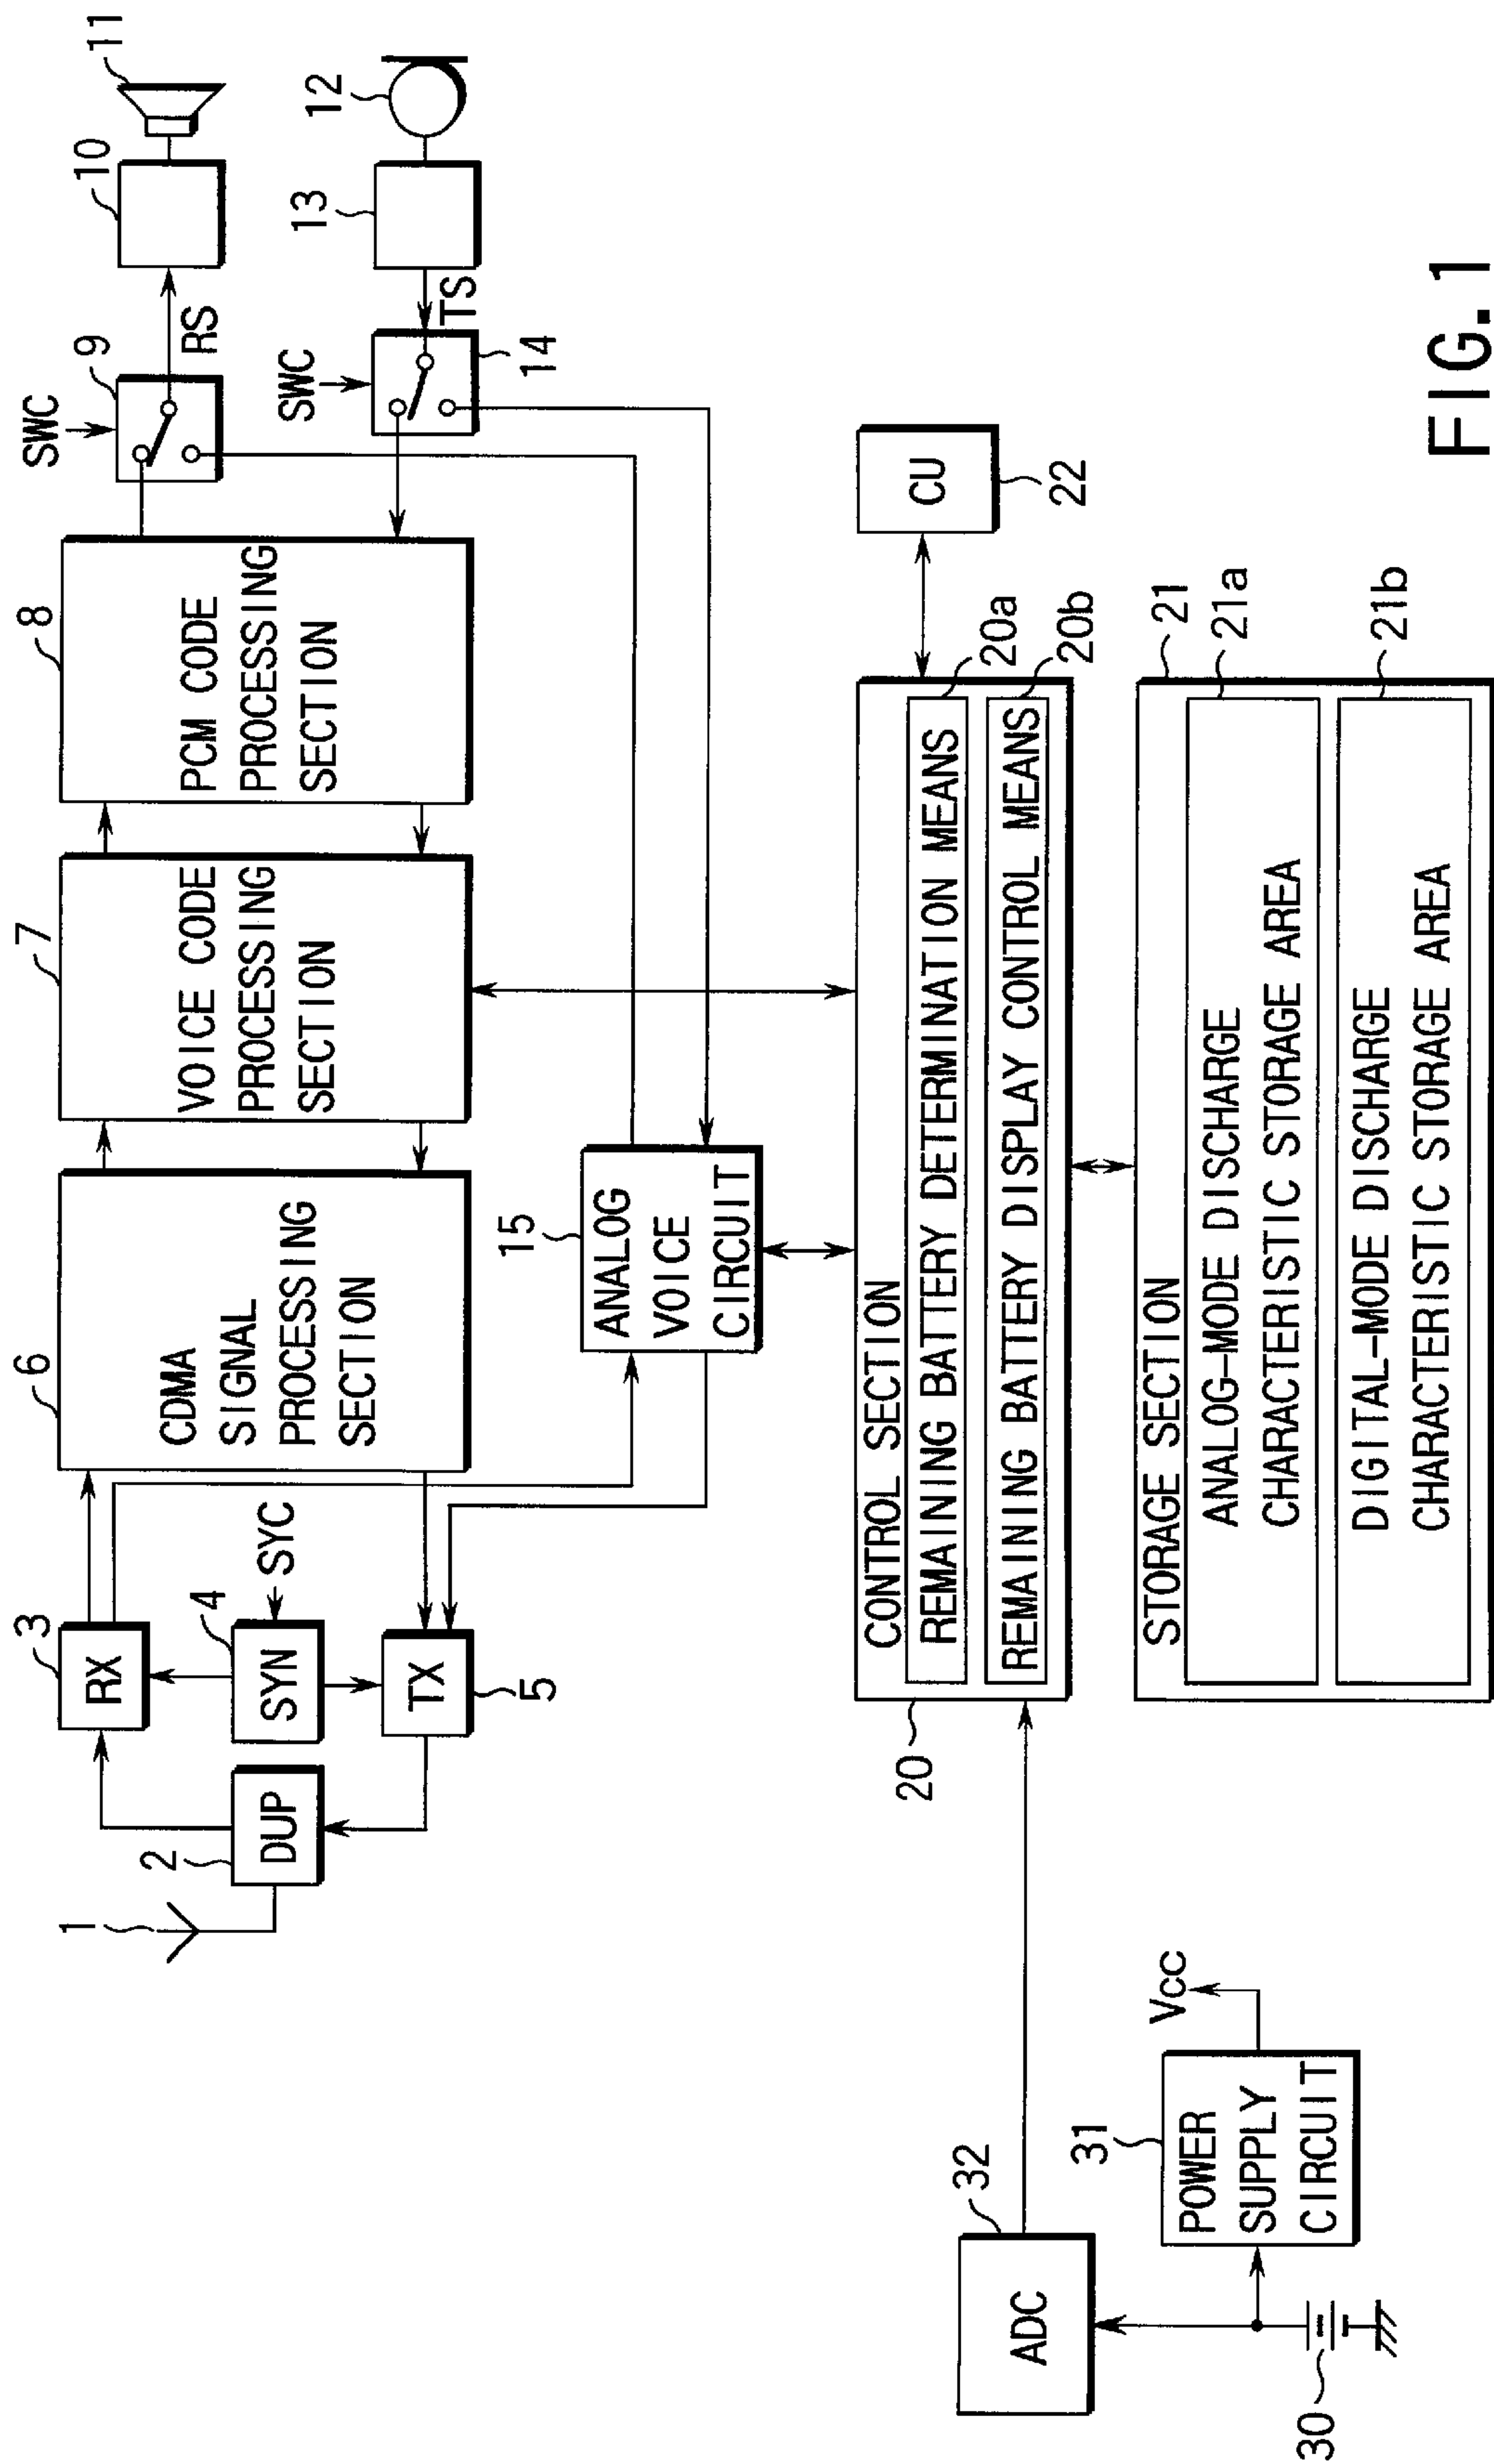 1
2
DUP
3
RX
4
SYN
SYC
TX
5
6
CDMA
SIGNAL
PROCESSING
SECTION
7
VOICE CODE
PROCESSING
SECTION
8
PCM CODE
PROCESSING
SECTION
SWC
9
RS
10
11
SWC
14
TS
13
12
15
ANALOG
VOICE
CIRCUIT
20
CONTROL SECTION
REMAINING BATTERY DETERMINATION MEANS
20a
REMAINING BATTERY DISPLAY CONTROL MEANS
20b
CU
22
STORAGE SECTION
21
ANALOG-MODE DISCHARGE
CHARACTERISTIC STORAGE AREA
21a
DIGITAL-MODE DISCHARGE
CHARACTERISTIC STORAGE AREA
21b
32
ADC
31
POWER
SUPPLY
CIRCUIT
Vcc
30
FIG. 1